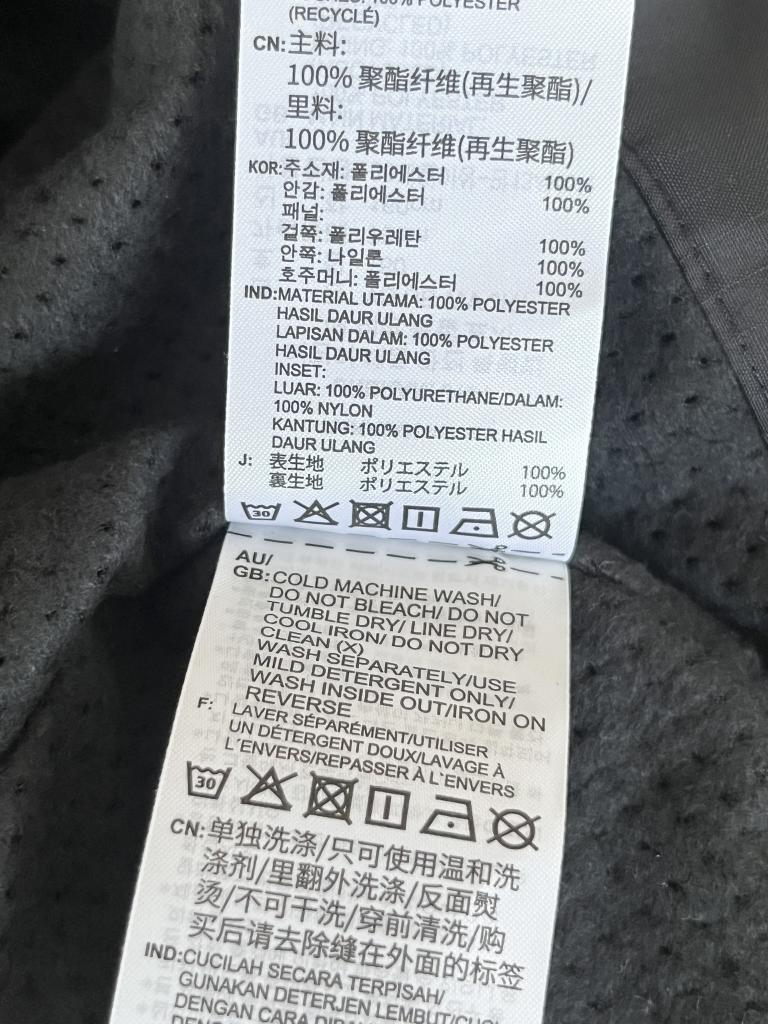 100% POLYESTER
(RECYCLÉ)
CN:主料:
100% 聚酯纤维(再生聚酯)/
里料:
100% 聚酯纤维(再生聚酯)
KOR:주소재: 폴리에스터 100%
안감: 폴리에스터 100%
패널:
겉쪽: 폴리우레탄 100%
안쪽: 나일론 100%
호주머니: 폴리에스터 100%
IND:MATERIAL UTAMA: 100% POLYESTER
HASIL DAUR ULANG
LAPISAN DALAM: 100% POLYESTER
HASIL DAUR ULANG
INSET:
LUAR: 100% POLYURETHANE/DALAM:
100% NYLON
KANTUNG: 100% POLYESTER HASIL
DAUR ULANG
J: 表生地 ポリエステル 100%
裏生地 ポリエステル 100%
30
AU/
GB:COLD MACHINE WASH/
DO NOT BLEACH/ DO NOT
TUMBLE DRY/ LINE DRY/
COOL IRON/ DO NOT DRY
CLEAN (X)
WASH SEPARATELY/USE
MILD DETERGENT ONLY/
WASH INSIDE OUT/IRON ON
REVERSE
F: LAVER SÉPARÉMENT/UTILISER
UN DÉTERGENT DOUX/LAVAGE À
L'ENVERS/REPASSER À L'ENVERS
30
CN:单独洗涤/只可使用温和洗
涤剂/里翻外洗涤/反面熨
烫/不可干洗/穿前清洗/购
买后请去除缝在外面的标签
IND:CUCILAH SECARA TERPISAH/
GUNAKAN DETERJEN LEMBUT/CUCI
DENGAN CARA